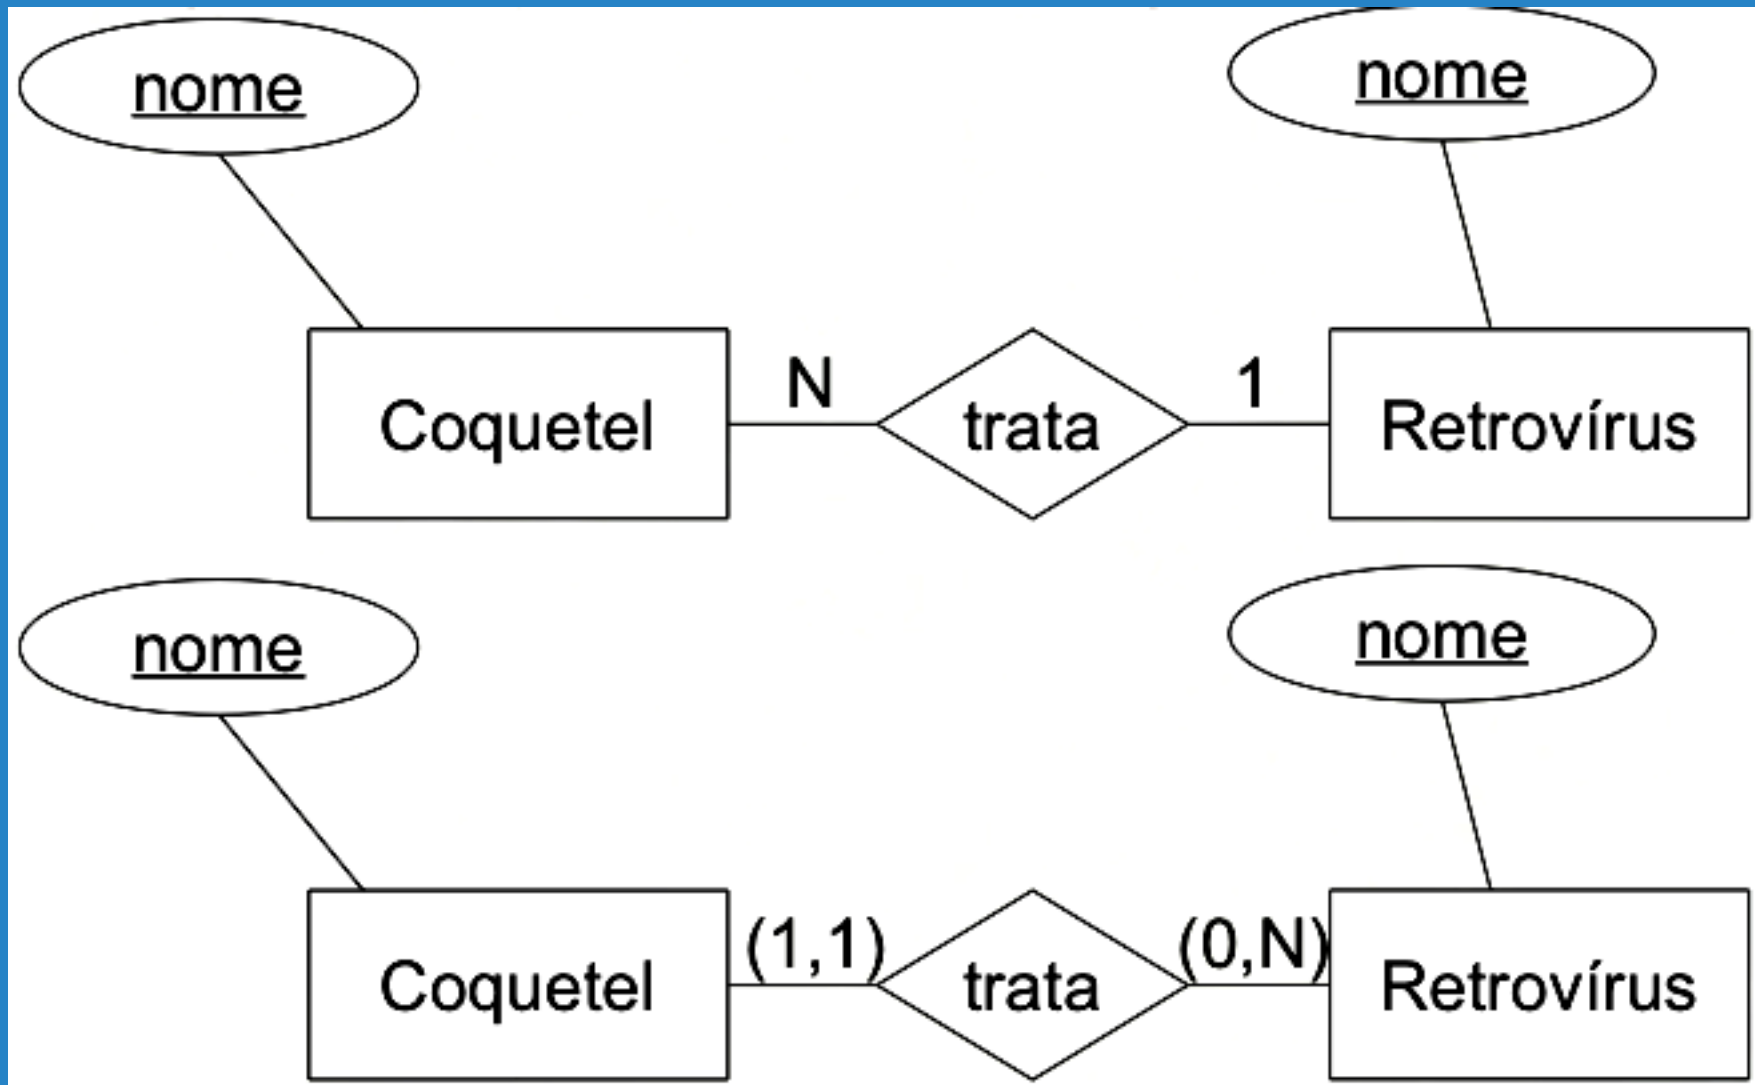 nome
nome
Coquetel
N
trata
1
Retrovírus
nome
nome
Coquetel
(1,1)
trata
(0,N)
Retrovírus